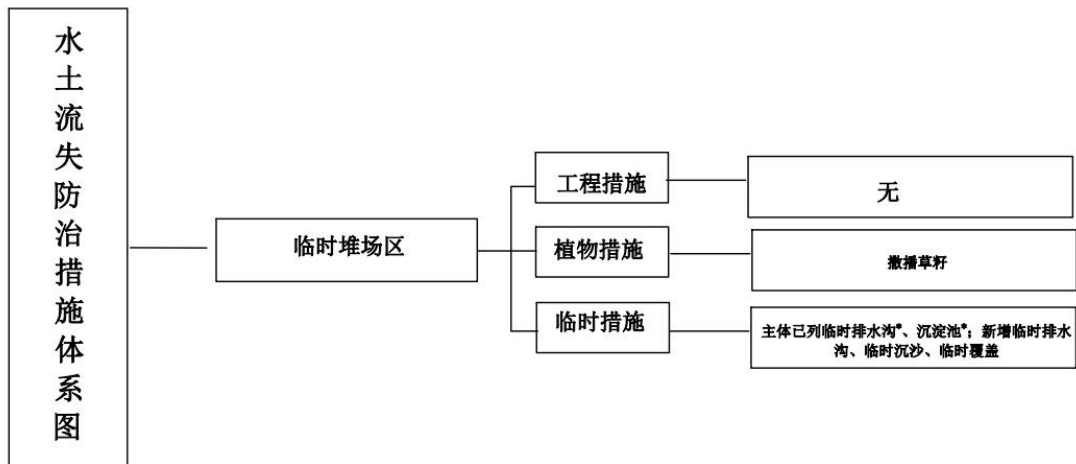 水土流失防治措施体系图
临时堆场区
工程措施
无
植物措施
撒播草籽
临时措施
主体已列临时排水沟*、沉淀池*；新增临时排水
沟、临时沉沙、临时覆盖